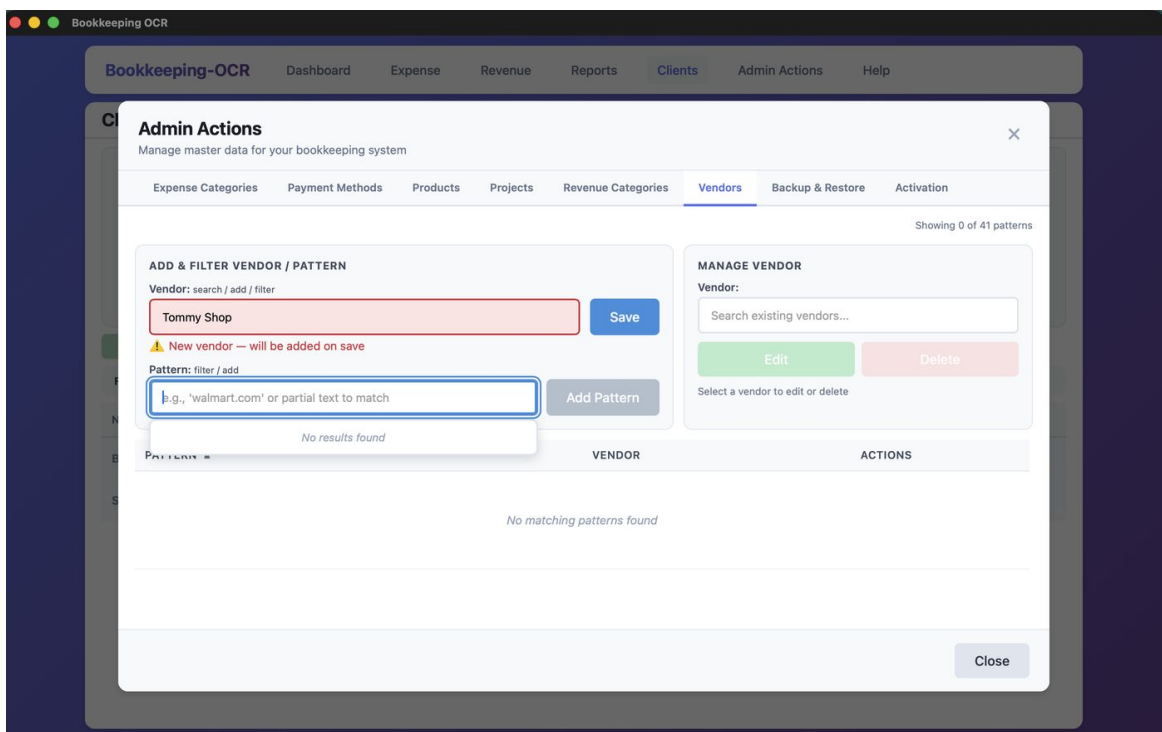 Bookkeeping OCR
Bookkeeping-OCR Dashboard Expense Revenue Reports Clients Admin Actions Help
Admin Actions
Manage master data for your bookkeeping system
Expense Categories Payment Methods Products Projects Revenue Categories Vendors Backup & Restore Activation
Showing 0 of 41 patterns
ADD & FILTER VENDOR / PATTERN
Vendor: search / add / filter
Tommy Shop Save
⚠️ New vendor — will be added on save
Pattern: filter / add
e.g., 'walmart.com' or partial text to match Add Pattern
No results found
MANAGE VENDOR
Vendor:
Search existing vendors...
Edit Delete
Select a vendor to edit or delete
PATTERN VENDOR ACTIONS
No matching patterns found
Close